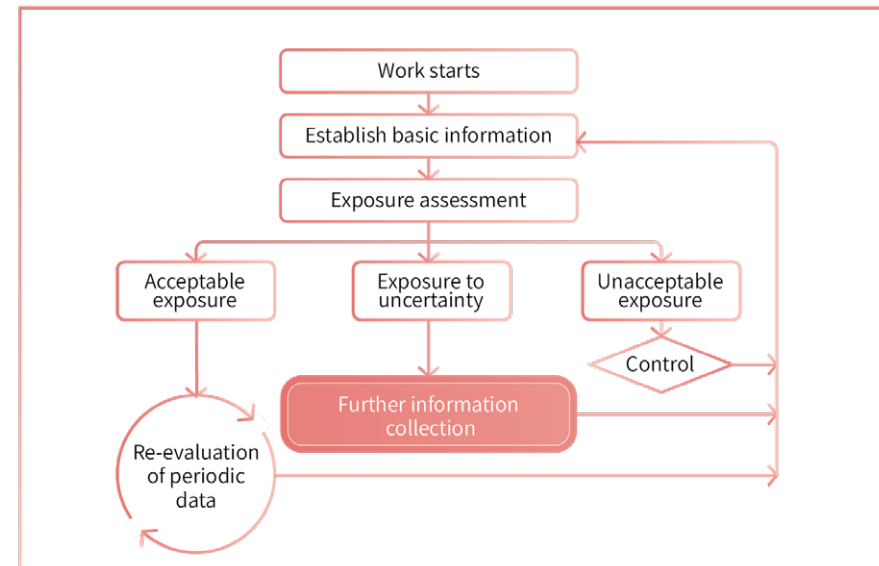 Work starts
Establish basic information
Exposure assessment
Acceptable
exposure
Exposure to
uncertainty
Unacceptable
exposure
Control
Further information
collection
Re-evaluation
of periodic
data